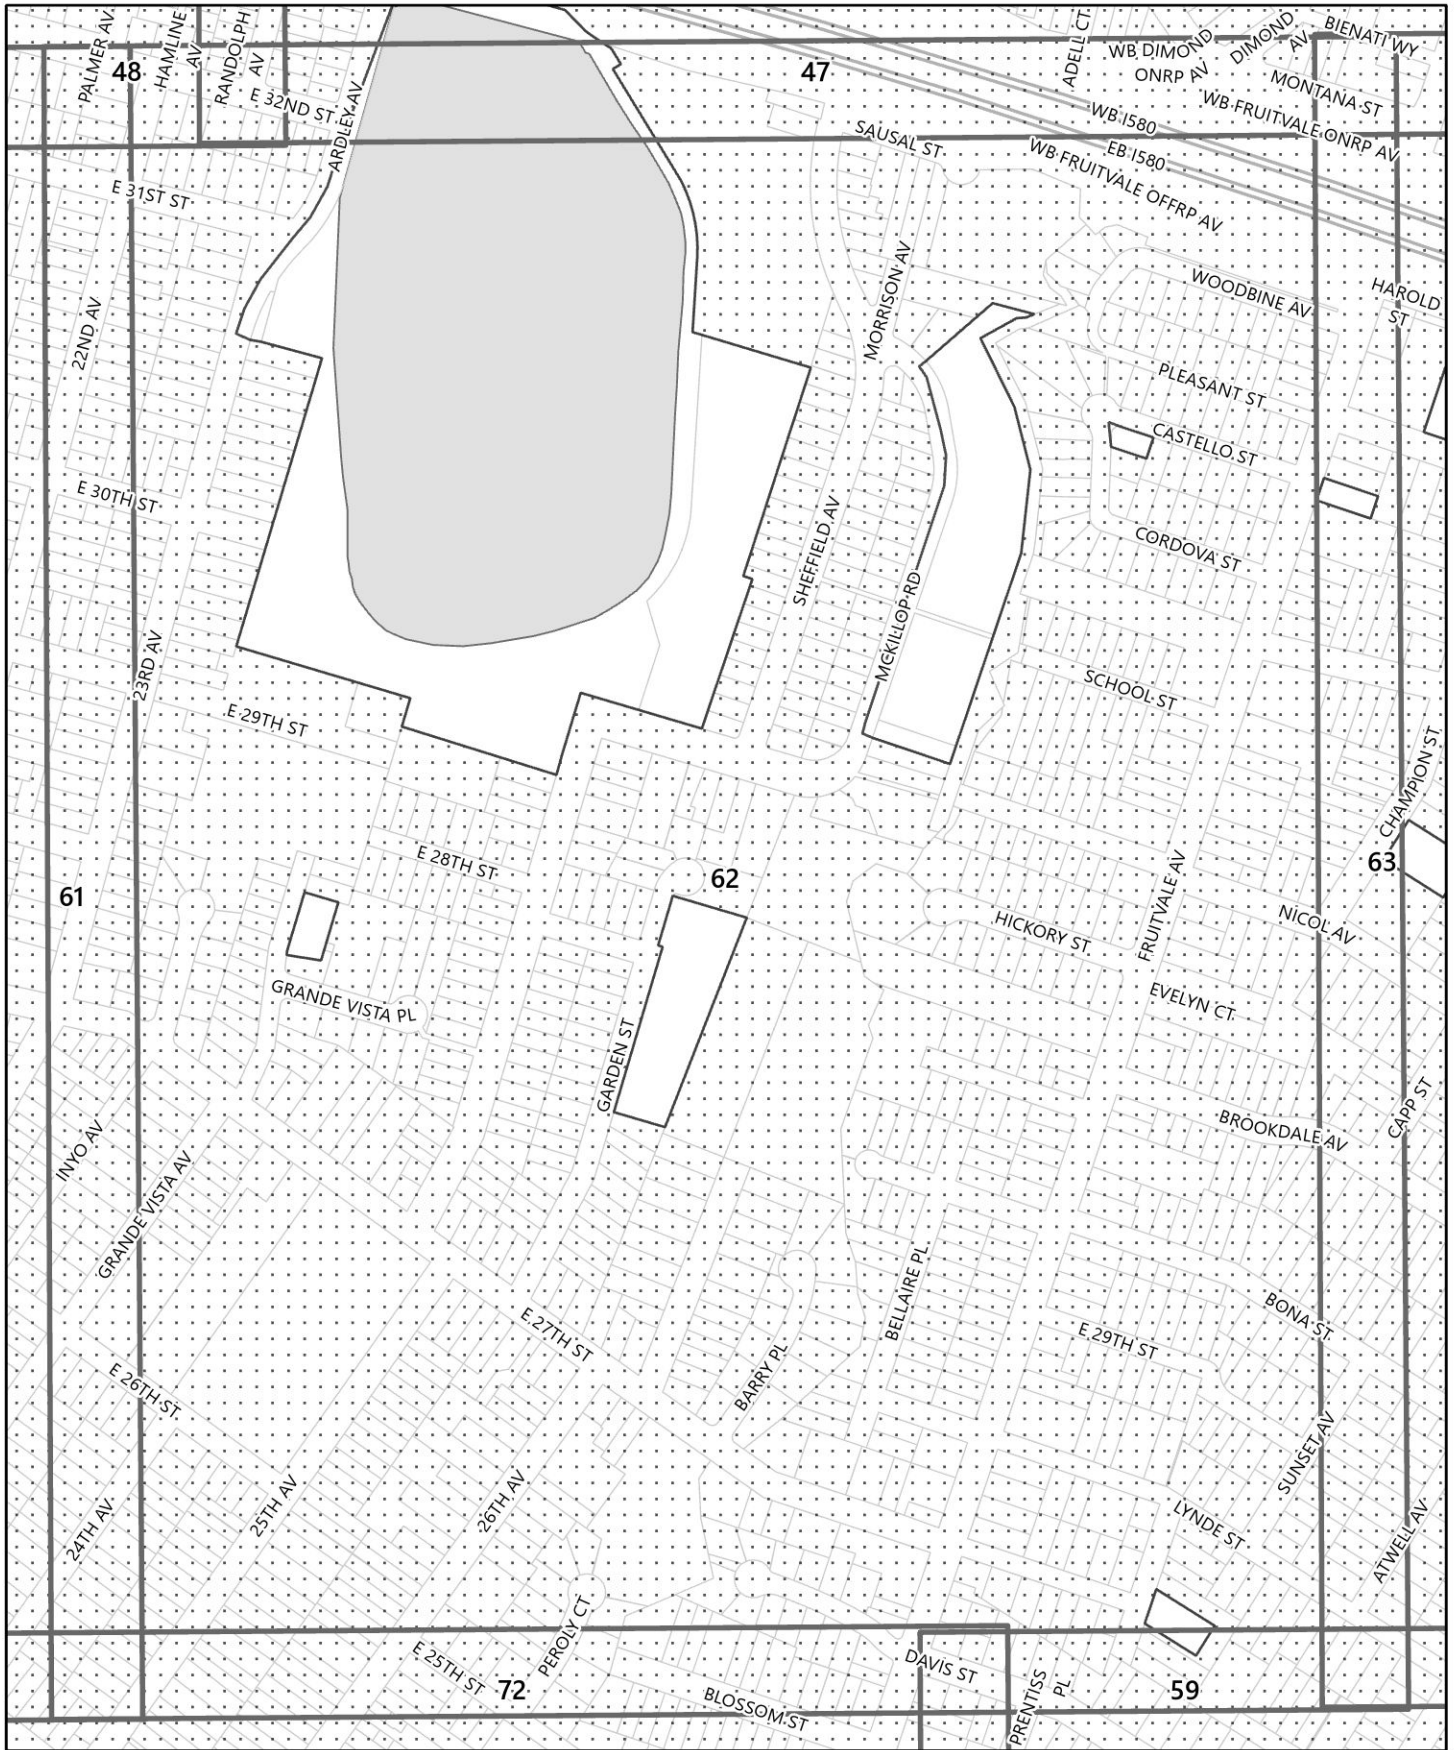 PALMER AV
48
HAMLINE
AV
RANDOLPH
AV
E 32ND ST
ARDLEY AV
47
ADELL CT
WB DIMOND
ONRP AV
DIMOND
AV
BIENATI WY
MONTANA ST
WB FRUITVALE ONRP AV
WB I580
EB I580
WB FRUITVALE OFFRP AV
SAUSAL ST
E 31ST ST
22ND AV
MORRISON AV
WOODBINE AV
HAROLD
ST
PLEASANT ST
CASTELLO ST
E 30TH ST
SHEFFIELD AV
CORDOVA ST
MCKILLOP RD
23RD AV
SCHOOL ST
E 29TH ST
CHAMPION ST
E 28TH ST
62
63
61
FRUITVALE AV
HICKORY ST
NICOL AV
GRANDE VISTA PL
EVELYN CT
GARDEN ST
INYO AV
BROOKDALE AV
CAPP ST
GRANDE VISTA AV
BELLAIRE PL
E 27TH ST
BONA ST
E 29TH ST
BARRY PL
E 26TH ST
SUNSET AV
24TH AV
25TH AV
26TH AV
LYNDE ST
ATWELL AV
PEROLY CT
E 25TH ST
72
DAVIS ST
PRENTISS
PL
59
BLOSSOM ST